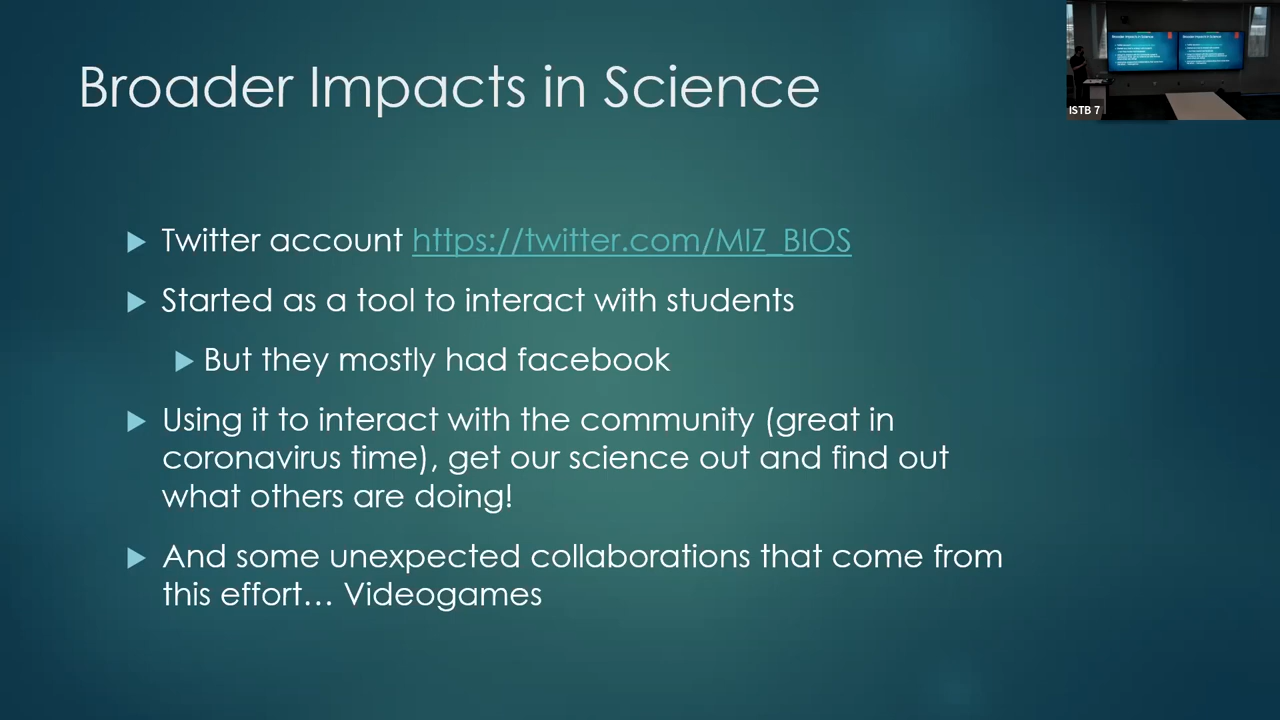 Broader Impacts in Science
Twitter account https://twitter.com/MIZ_BIOS
Started as a tool to interact with students
But they mostly had facebook
Using it to interact with the community (great in
coronavirus time), get our science out and find out
what others are doing!
And some unexpected collaborations that come from
this effort… Videogames
ISTB 7